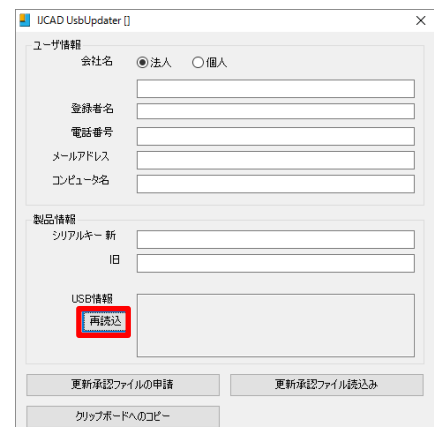 IJCAD UsbUpdater []
ユーザ情報
会社名 法人 個人
登録者名
電話番号
メールアドレス
コンピュータ名
製品情報
シリアルキー 新
旧
USB情報
再読込
更新承認ファイルの申請 更新承認ファイル読込み
クリップボードへのコピー